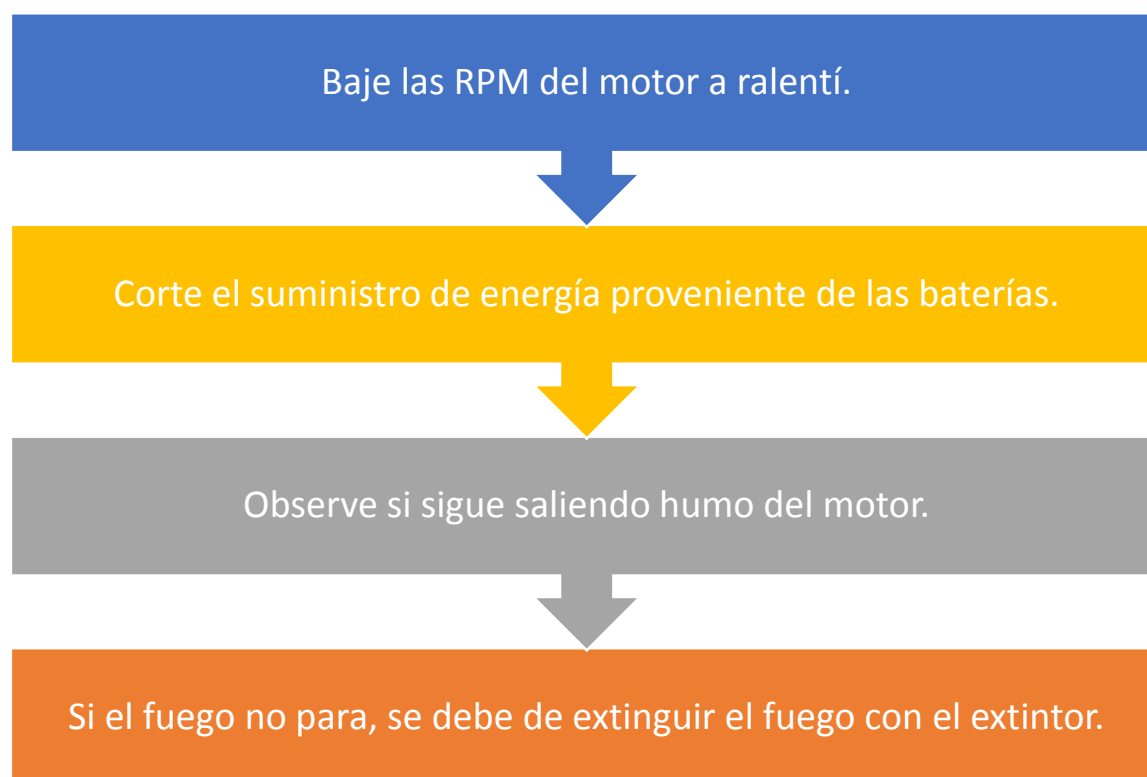 Baje las RPM del motor a ralentí.
Corte el suministro de energía proveniente de las baterías.
Observe si sigue saliendo humo del motor.
Si el fuego no para, se debe de extinguir el fuego con el extintor.